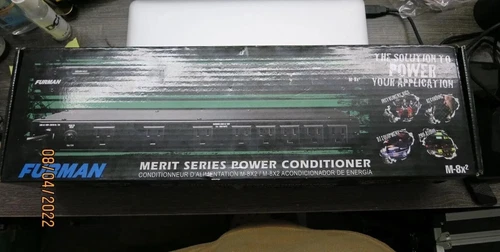 FURMAN
THE SOLUTION TO
POWER
YOUR APPLICATION
FURMAN
MERIT SERIES POWER CONDITIONER
CONDITIONNEUR D'ALIMENTATION M-8X2 / M-8X2 ACONDICIONADOR DE ENERGIA
M-8x²
08/04/2022